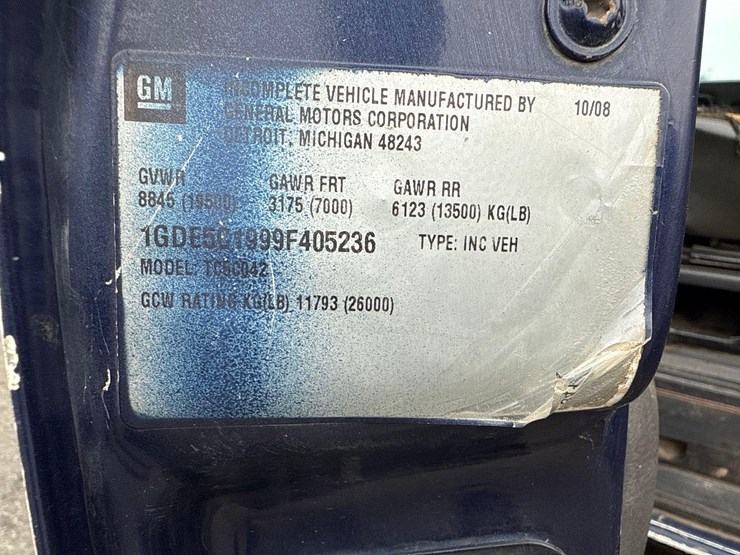 GM
INCOMPLETE VEHICLE MANUFACTURED BY 10/08
GENERAL MOTORS CORPORATION
DETROIT, MICHIGAN 48243
GVWR GAWR FRT GAWR RR
8845 (19500) 3175 (7000) 6123 (13500) KG(LB)
1GDE5C1999F405236 TYPE: INC VEH
MODEL: TC5C042
GCW RATING KG(LB) 11793 (26000)